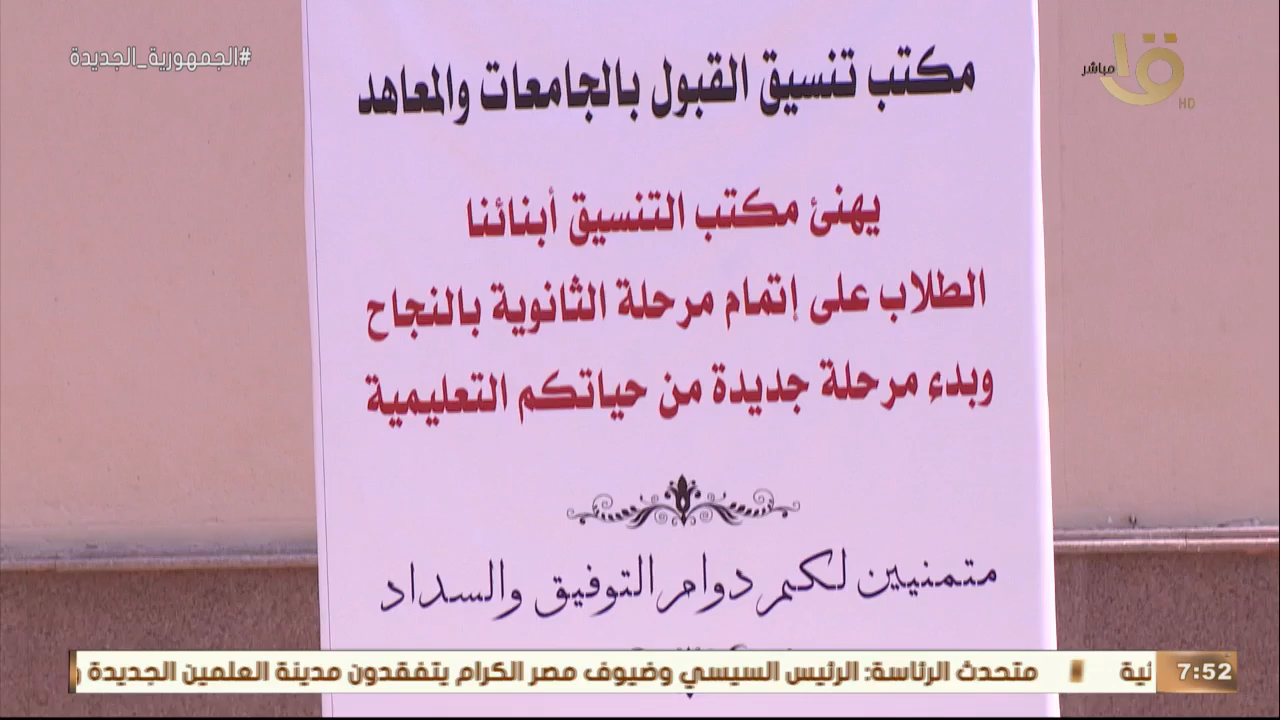 #الجمهورية_الجديدة
مباشر
HD
مكتب تنسيق القبول بالجامعات والمعاهد
يهنئ مكتب التنسيق أبنائنا
الطلاب على إتمام مرحلة الثانوية بالنجاح
وبدء مرحلة جديدة من حياتكم التعليمية
متمنيين لكم دوام التوفيق والسداد
7:52
متحدث الرئاسة: الرئيس السيسي وضيوف مصر الكرام يتفقدون مدينة العلمين الجديدة